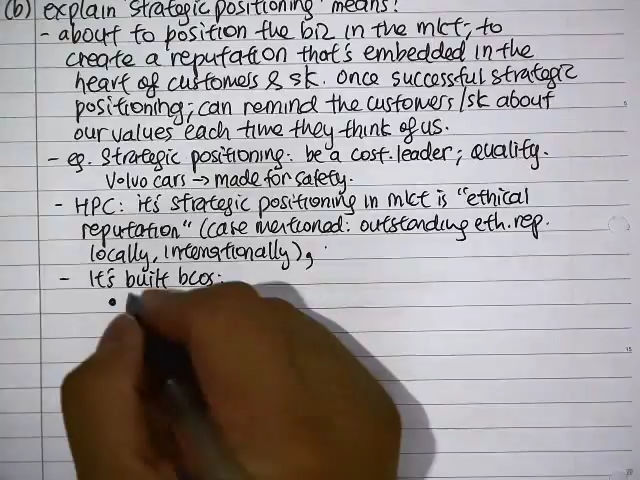 (b) explain 'strategic positioning' means?
- about to position the biz in the mkt; to
create a reputation that's embedded in the
heart of customers & sk. once successful strategic
positioning; can remind the customers/sk about
our values each time they think of us.
- eg. strategic positioning: be a cost leader; quality.
Volvo cars → made for safety.
- HPC: it's strategic positioning in mkt is "ethical
reputation" (case mentioned: outstanding eth. rep.
locally, internationally),
- It's built bcos:
•